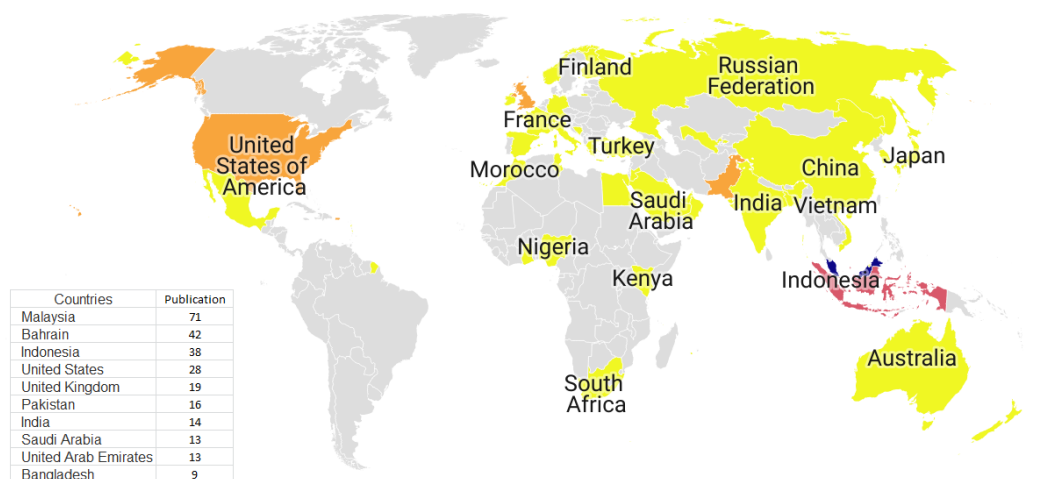 Finland
Russian
Federation
France
Turkey
United
States of
America
Morocco
China
Japan
Saudi
Arabia
India
Vietnam
Nigeria
Kenya
Indonesia
Australia
South
Africa
Countries Publication
Malaysia 71
Bahrain 42
Indonesia 38
United States 28
United Kingdom 19
Pakistan 16
India 14
Saudi Arabia 13
United Arab Emirates 13
Bangladesh 9